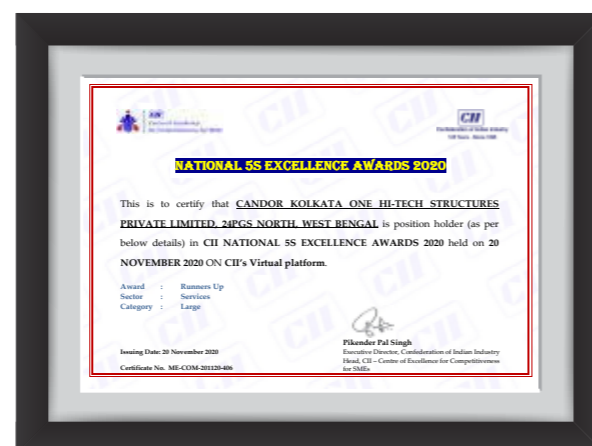 CII
CII
Confederation of Indian Industry
NATIONAL 5S EXCELLENCE AWARDS 2020
This is to certify that CANDOR KOLKATA ONE HI-TECH STRUCTURES
PRIVATE LIMITED, 24PGS NORTH, WEST BENGAL is position holder (as per
below details) in CII NATIONAL 5S EXCELLENCE AWARDS 2020 held on 20
NOVEMBER 2020 ON CII's Virtual platform.
Award : Runners Up
Sector : Services
Category : Large
Pikender Pal Singh
Issuing Date: 20 November 2020
Executive Director, Confederation of Indian Industry
Head, CII – Centre of Excellence for Competitiveness
Certificate No. ME-COM-201120-406
for SMEs